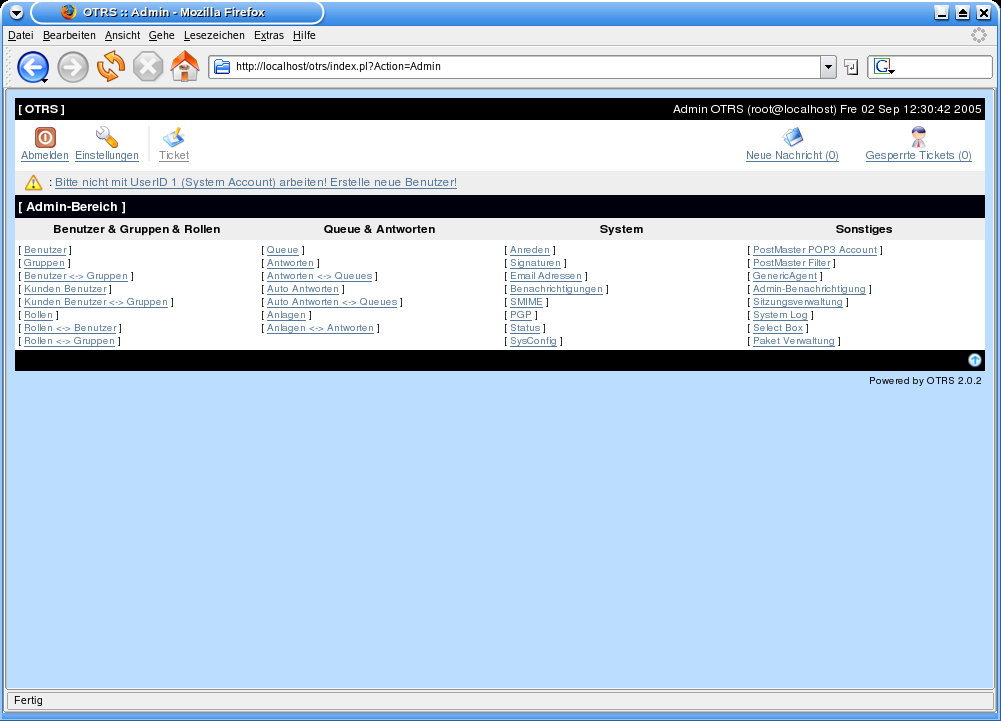 OTRS :: Admin - Mozilla Firefox
Datei Bearbeiten Ansicht Gehe Lesezeichen Extras Hilfe
http://localhost/otrs/index.pl?Action=Admin
[ OTRS ] Admin OTRS (root@localhost) Fre 02 Sep 12:30:42 2005
Abmelden Einstellungen Ticket Neue Nachricht (0) Gesperrte Tickets (0)
: Bitte nicht mit UserID 1 (System Account) arbeiten! Erstelle neue Benutzer!
[ Admin-Bereich ]
Benutzer & Gruppen & Rollen Queue & Antworten System Sonstiges
[ Benutzer ] [ Queue ] [ Anreden ] [ PostMaster POP3 Account ]
[ Gruppen ] [ Antworten ] [ Signaturen ] [ PostMaster Filter ]
[ Benutzer <-> Gruppen ] [ Antworten <-> Queues ] [ Email Adressen ] [ GenericAgent ]
[ Kunden Benutzer ] [ Auto Antworten ] [ Benachrichtigungen ] [ Admin-Benachrichtigung ]
[ Kunden Benutzer <-> Gruppen ] [ Auto Antworten <-> Queues ] [ SMIME ] [ Sitzungsverwaltung ]
[ Rollen ] [ Anlagen ] [ PGP ] [ System Log ]
[ Rollen <-> Benutzer ] [ Anlagen <-> Antworten ] [ Status ] [ Select Box ]
[ Rollen <-> Gruppen ] [ SysConfig ] [ Paket Verwaltung ]
Powered by OTRS 2.0.2
Fertig